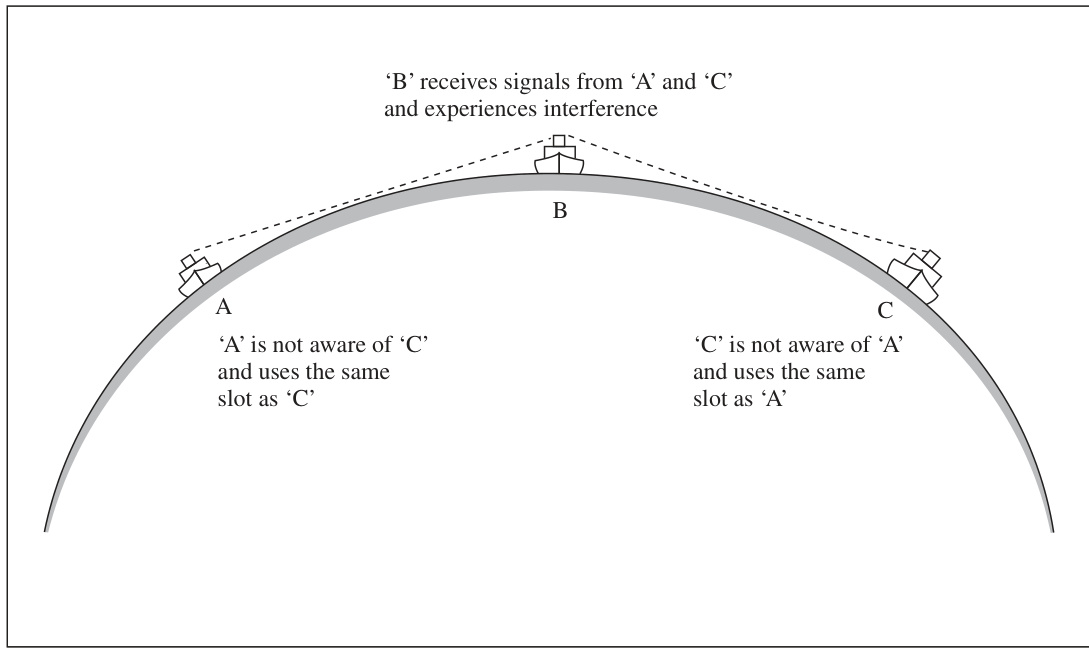 ‘B’ receives signals from ‘A’ and ‘C’
and experiences interference
B
A
C
‘A’ is not aware of ‘C’
and uses the same
slot as ‘C’
‘C’ is not aware of ‘A’
and uses the same
slot as ‘A’